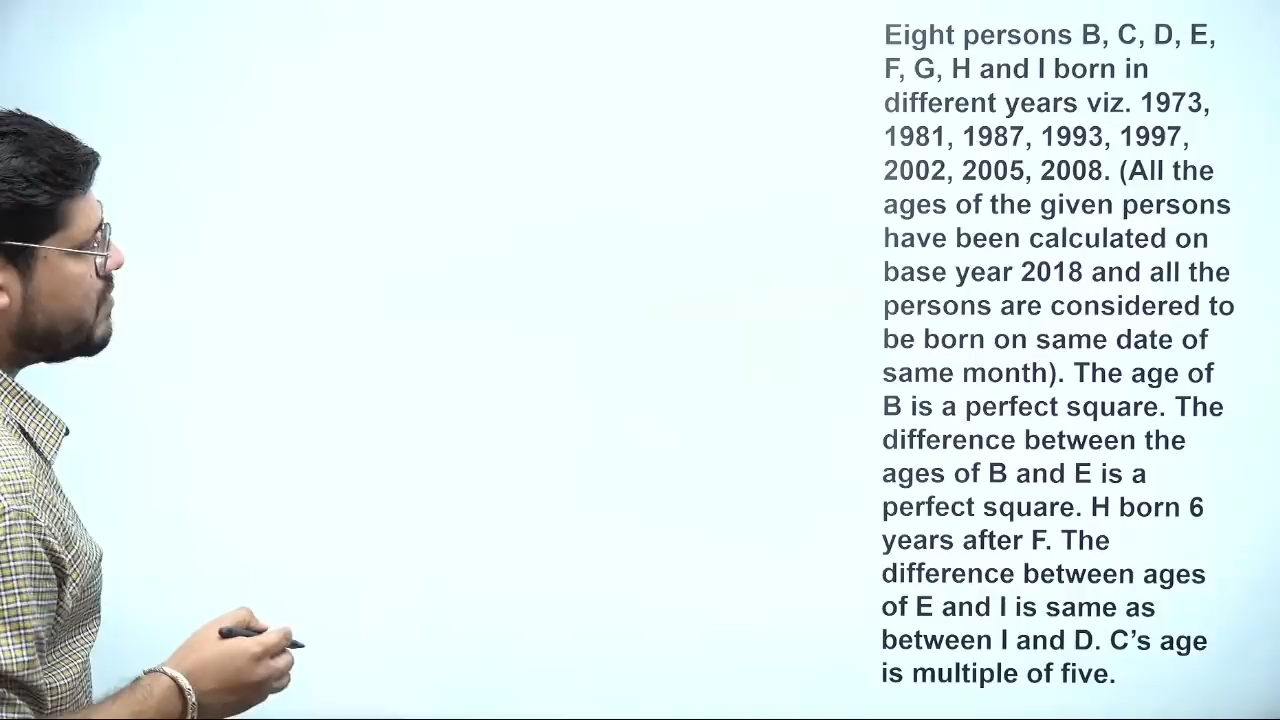 Eight persons B, C, D, E,
F, G, H and I born in
different years viz. 1973,
1981, 1987, 1993, 1997,
2002, 2005, 2008. (All the
ages of the given persons
have been calculated on
base year 2018 and all the
persons are considered to
be born on same date of
same month). The age of
B is a perfect square. The
difference between the
ages of B and E is a
perfect square. H born 6
years after F. The
difference between ages
of E and I is same as
between I and D. C’s age
is multiple of five.